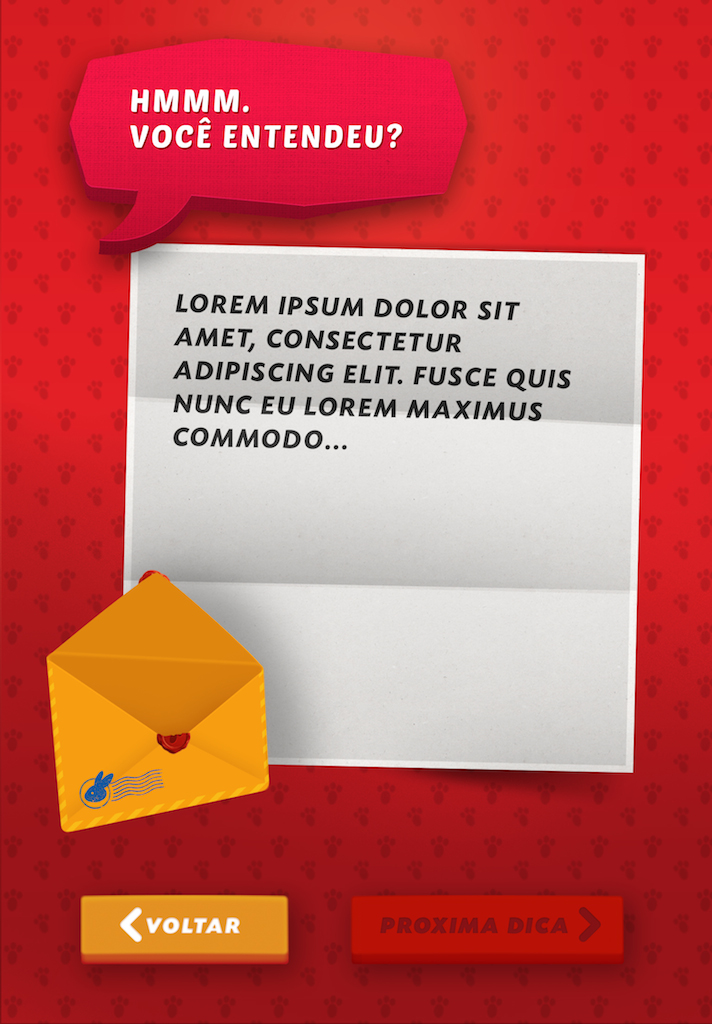 HMMM.
VOCÊ ENTENDEU?
LOREM IPSUM DOLOR SIT
AMET, CONSECTETUR
ADIPISCING ELIT. FUSCE QUIS
NUNC EU LOREM MAXIMUS
COMMODO...
VOLTAR
PROXIMA DICA